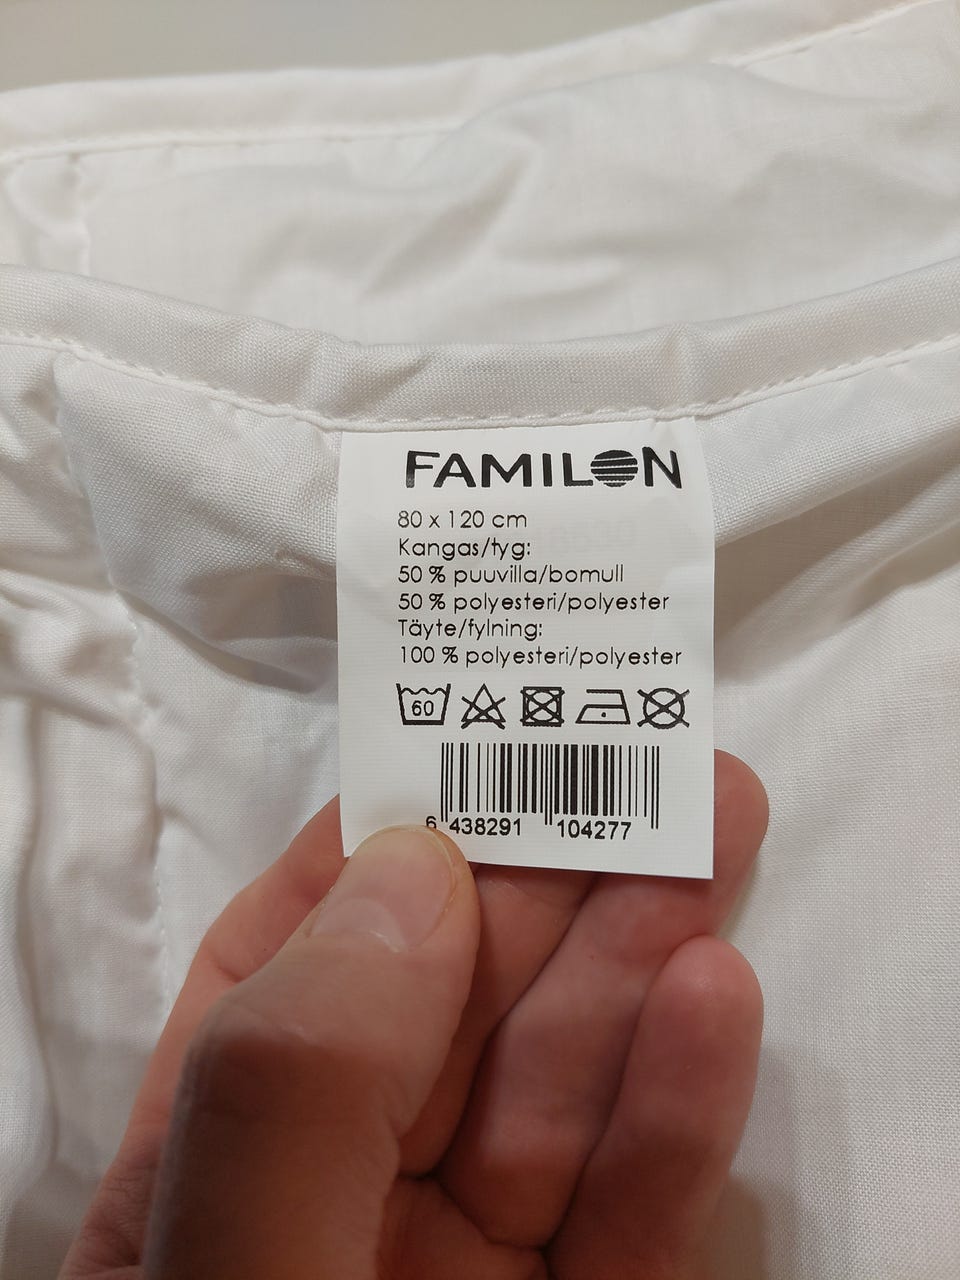 FAMILON
80 x 120 cm
Kangas/tyg:
50 % puuvilla/bomull
50 % polyesteri/polyester
Täyte/fylning:
100 % polyesteri/polyester
60
6 438291 104277